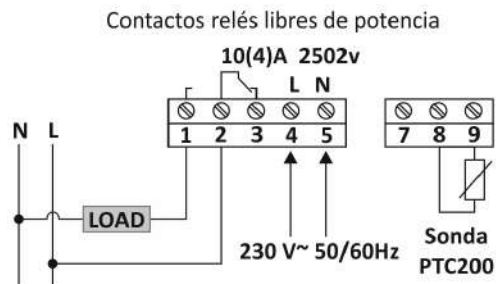 Contactos relés libres de potencia
10(4)A 2502v
L N
1 2 3 4 5 7 8 9
N L
LOAD
230 V~ 50/60Hz
Sonda
PTC200